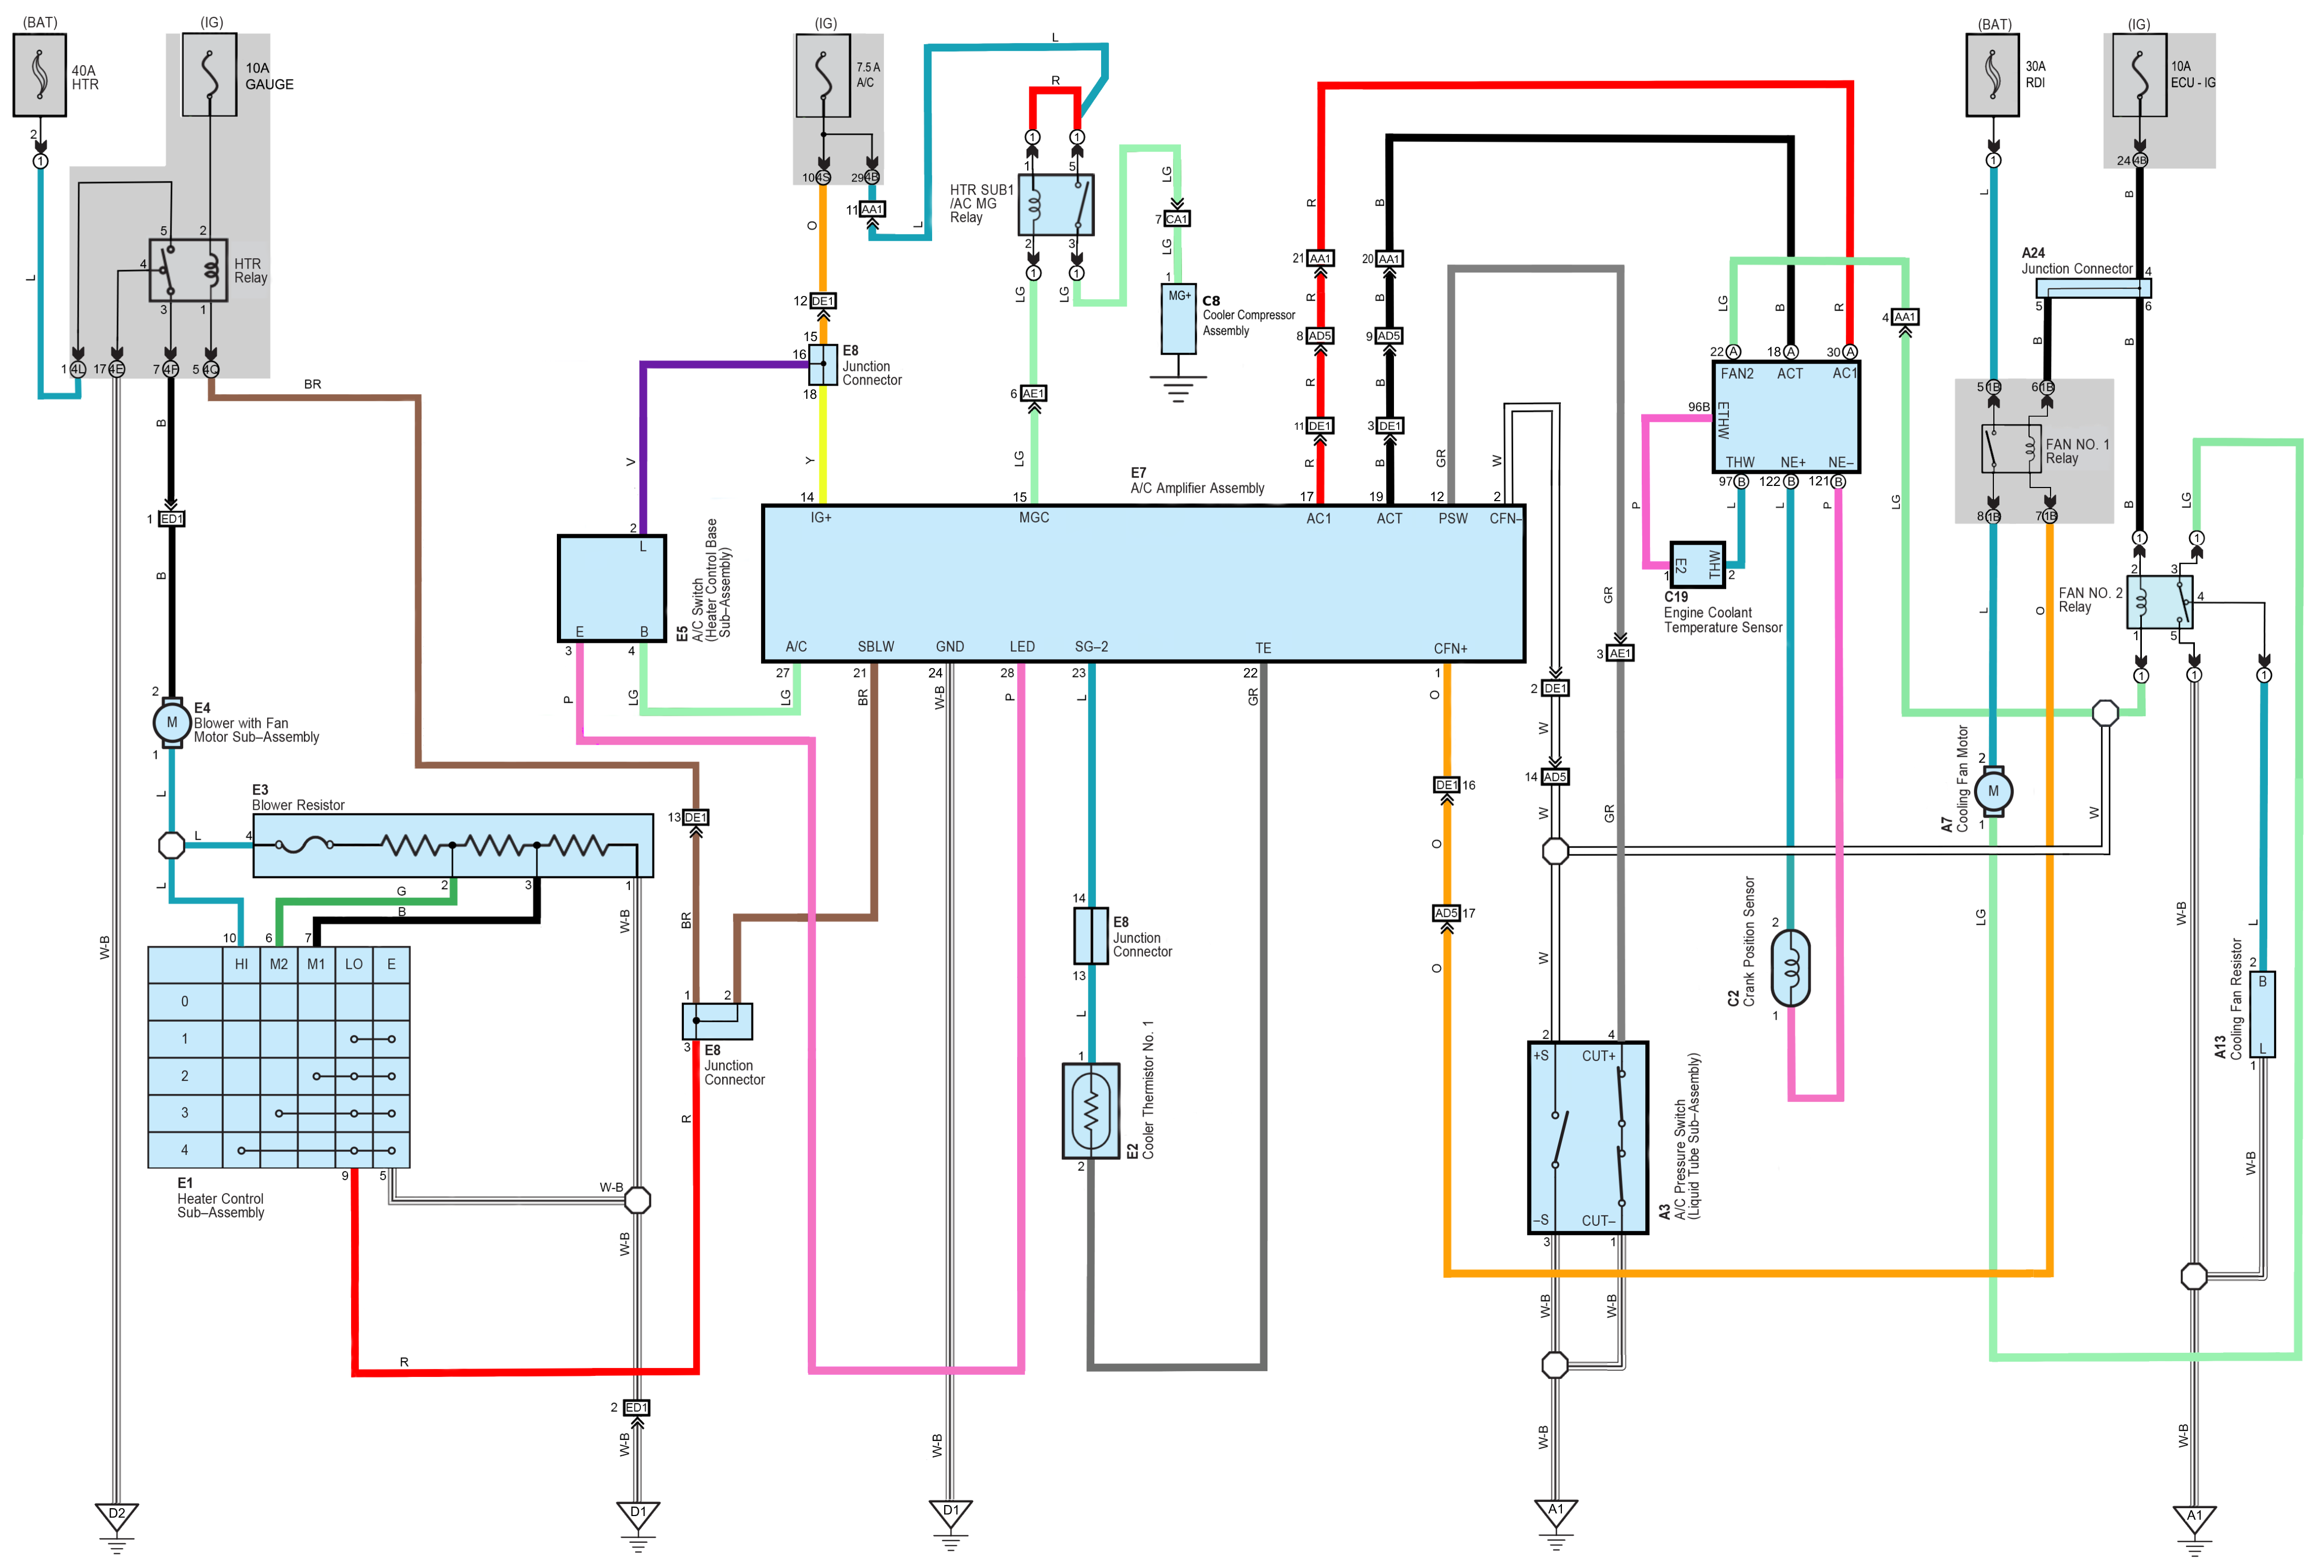 (BAT)
(IG)
(IG)
(BAT)
(IG)
40A
HTR
10A
GAUGE
7.5 A
A/C
30A
RDI
10A
ECU - IG
2
1
L
5
2
4
3
1
HTR
Relay
1 4L
17 4E
7 4F
5 4Q
BR
B
1 ED1
B
2
M
E4
Blower with Fan
Motor Sub–Assembly
1
L
L
4
L
E3
Blower Resistor
2
3
1
G
B
10
6
7
HI
M2
M1
LO
E
0
1
2
3
4
9
5
E1
Heater Control
Sub–Assembly
W-B
W-B
W-B
W-B
2 ED1
W-B
R
D2
D1
13 DE1
BR
1
2
3
E8
Junction
Connector
R
10 4S
29 4B
11 AA1
O
L
L
R
12 DE1
15
16
18
E8
Junction
Connector
V
Y
HTR SUB1
/AC MG
Relay
1
1
1
5
2
3
1
1
LG
LG
LG
7 CA1
LG
1
MG+
C8
Cooler Compressor
Assembly
6 AE1
LG
E7
A/C Amplifier Assembly
14
15
17
19
12
2
IG+
MGC
AC1
ACT
PSW
CFN–
A/C
SBLW
GND
LED
SG–2
TE
CFN+
27
21
24
28
23
22
1
LG
BR
W-B
P
L
GR
O
2
L
E
B
3
4
E5
A/C Switch
(Heater Control Base
Sub–Assembly)
P
LG
14
E8
Junction
Connector
13
L
1
2
E2
Cooler Thermistor No. 1
W-B
D1
R
B
21 AA1
20 AA1
R
B
8 AD5
9 AD5
R
B
11 DE1
3 DE1
R
B
GR
W
GR
3 AE1
GR
2 DE1
W
14 AD5
W
W
W
DE1 16
O
AD5 17
O
2
4
+S
CUT+
–S
CUT–
3
1
A3
A/C Pressure Switch
(Liquid Tube Sub–Assembly)
W-B
W-B
W-B
A1
LG
B
R
22 A
18 A
30 A
FAN2
ACT
AC1
96B
ETHW
THW
NE+
NE–
97 B
122 B
121 B
P
L
L
P
E2
THW
1
2
C19
Engine Coolant
Temperature Sensor
2
1
C2
Crank Position Sensor
4 AA1
LG
1
L
24 4B
B
A24
Junction Connector
4
5
6
B
B
5 1B
6 1B
FAN NO. 1
Relay
8 1B
7 1B
L
O
B
LG
1
1
2
3
4
1
5
FAN NO. 2
Relay
1
1
1
2
M
1
A7
Cooling Fan Motor
LG
W-B
L
2
B
L
1
A13
Cooling Fan Resistor
W-B
W-B
A1